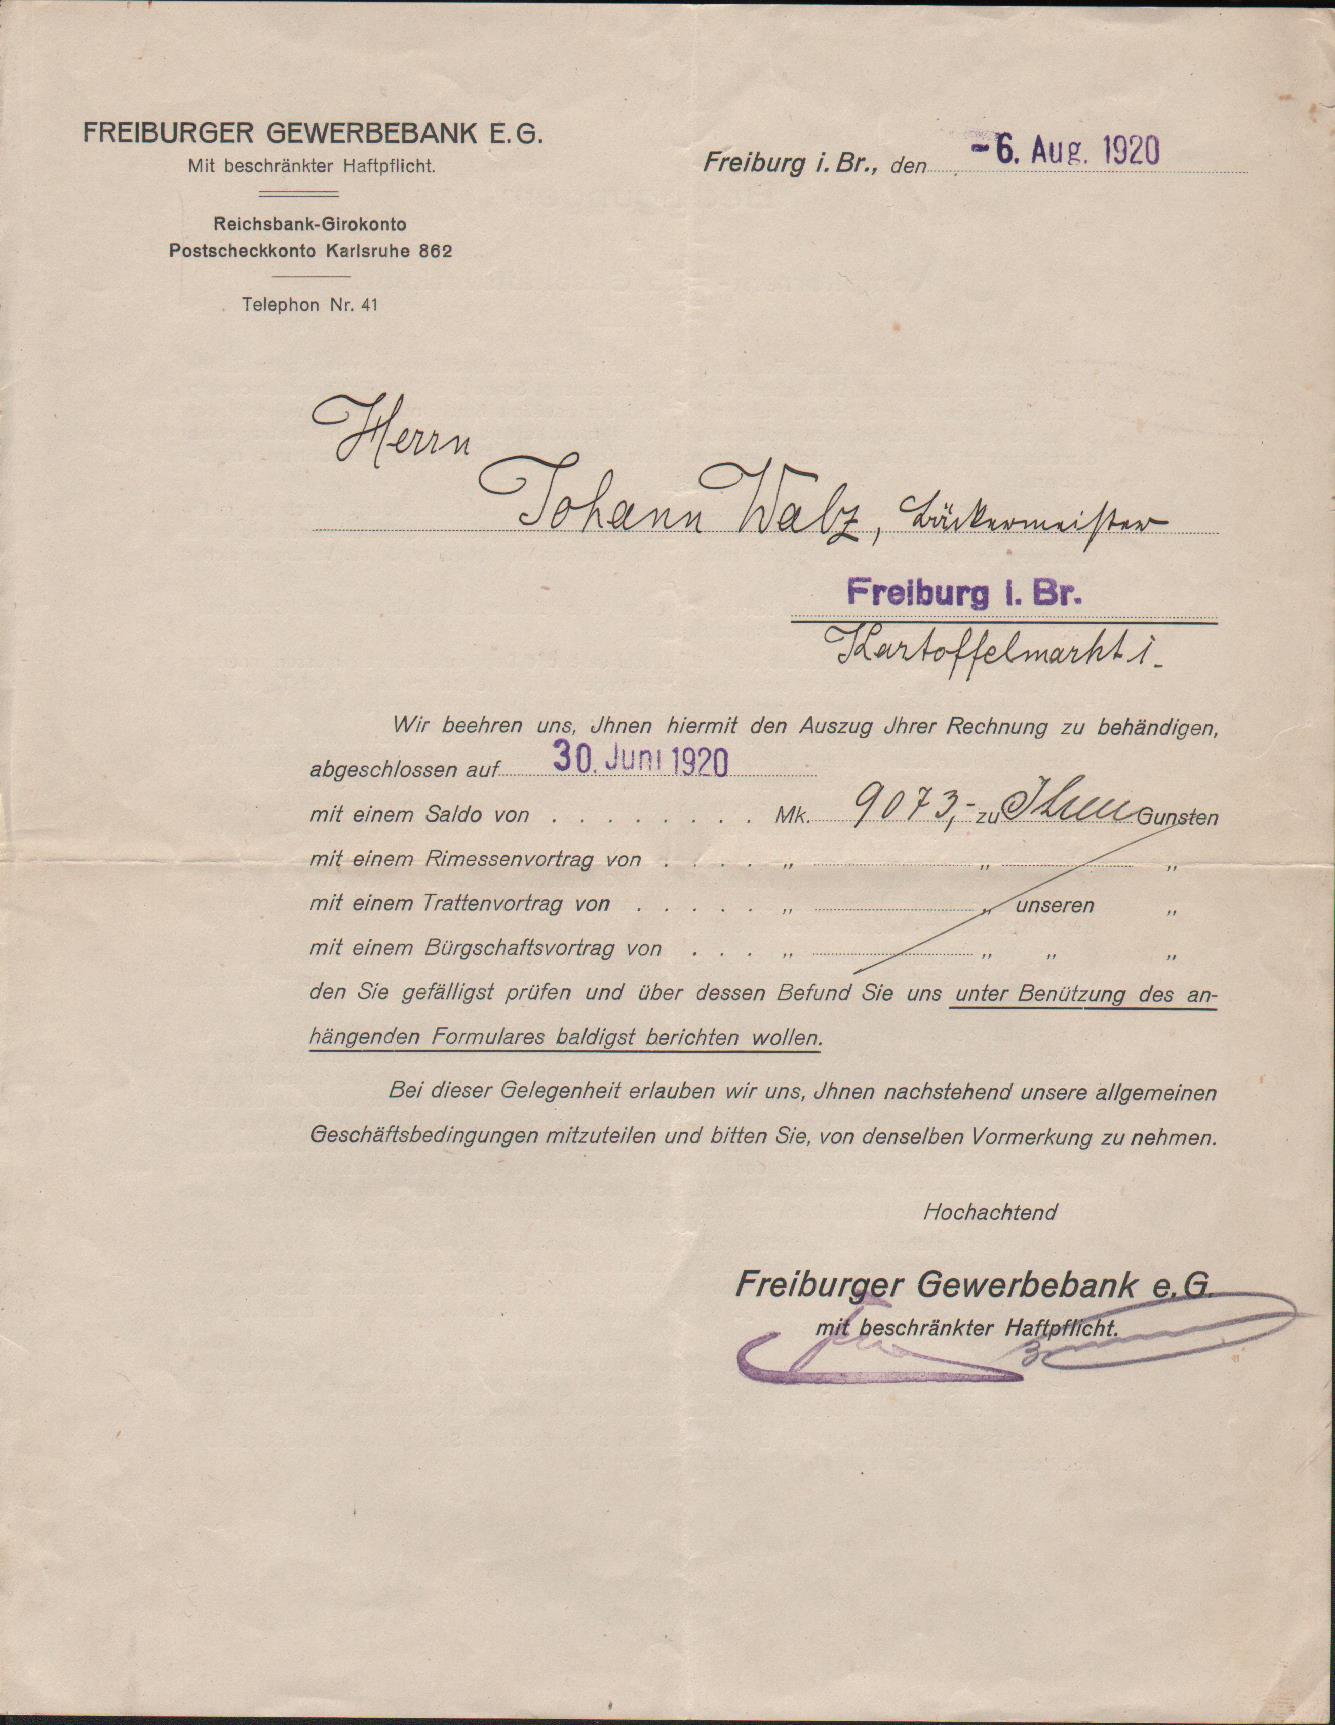 FREIBURGER GEWERBEBANK E.G.
Mit beschränkter Haftpflicht.
Reichsbank-Girokonto
Postscheckkonto Karlsruhe 862
Telephon Nr. 41
Freiburg i. Br., den -6. Aug. 1920
Herrn
Johann Walz, Bäckermeister
Freiburg i. Br.
Kartoffelmarkt 1.
Wir beehren uns, Jhnen hiermit den Auszug Jhrer Rechnung zu behändigen,
abgeschlossen auf 30. Juni 1920
mit einem Saldo von . . . . . . . . Mk. 9073,- zu Ihren Gunsten
mit einem Rimessenvortrag von . . . . „ „ „
mit einem Trattenvortrag von . . . . . „ „ unseren „
mit einem Bürgschaftsvortrag von . . . „ „ „ „
den Sie gefälligst prüfen und über dessen Befund Sie uns unter Benützung des an-
hängenden Formulares baldigst berichten wollen.
Bei dieser Gelegenheit erlauben wir uns, Jhnen nachstehend unsere allgemeinen
Geschäftsbedingungen mitzuteilen und bitten Sie, von denselben Vormerkung zu nehmen.
Hochachtend
Freiburger Gewerbebank e.G.
mit beschränkter Haftpflicht.